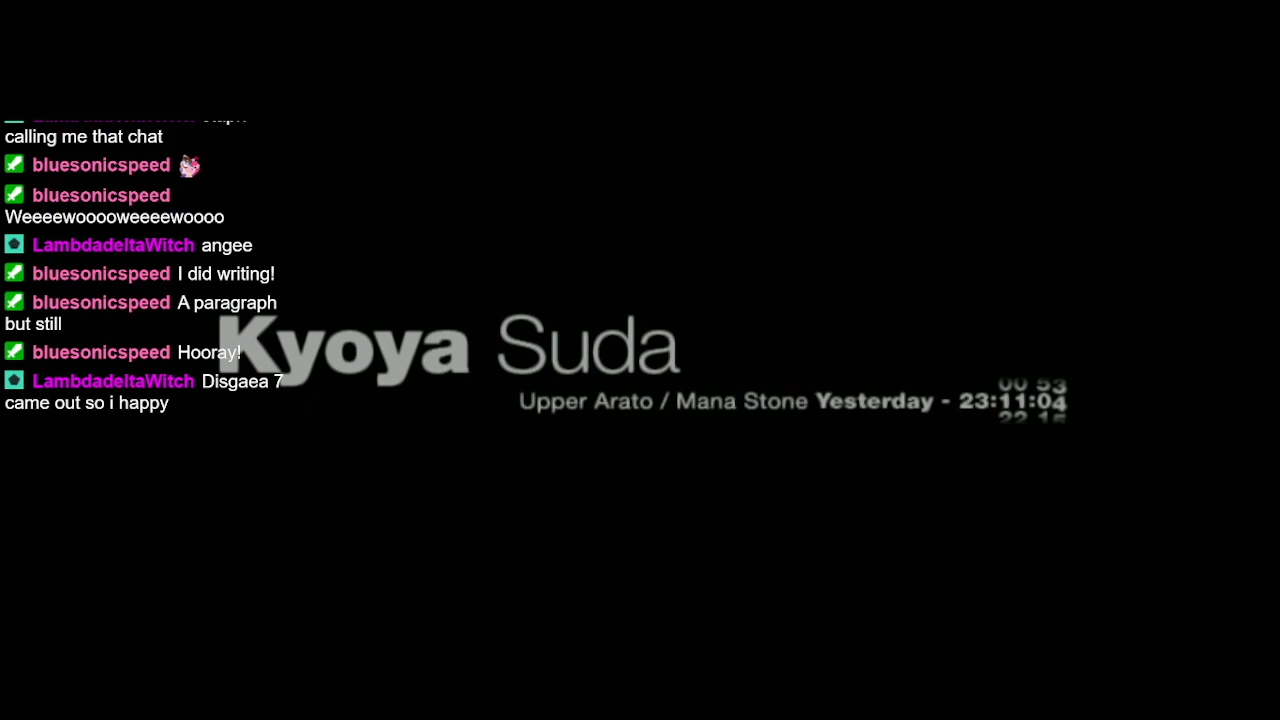 calling me that chat
bluesonicspeed
bluesonicspeed
Weeeewooooweeeewoooo
LambdadeltaWitch angee
bluesonicspeed I did writing!
bluesonicspeed A paragraph
but still
bluesonicspeed Hooray!
LambdadeltaWitch Disgaea 7
came out so i happy
Kyoya Suda
Upper Arato / Mana Stone Yesterday - 23:11:04